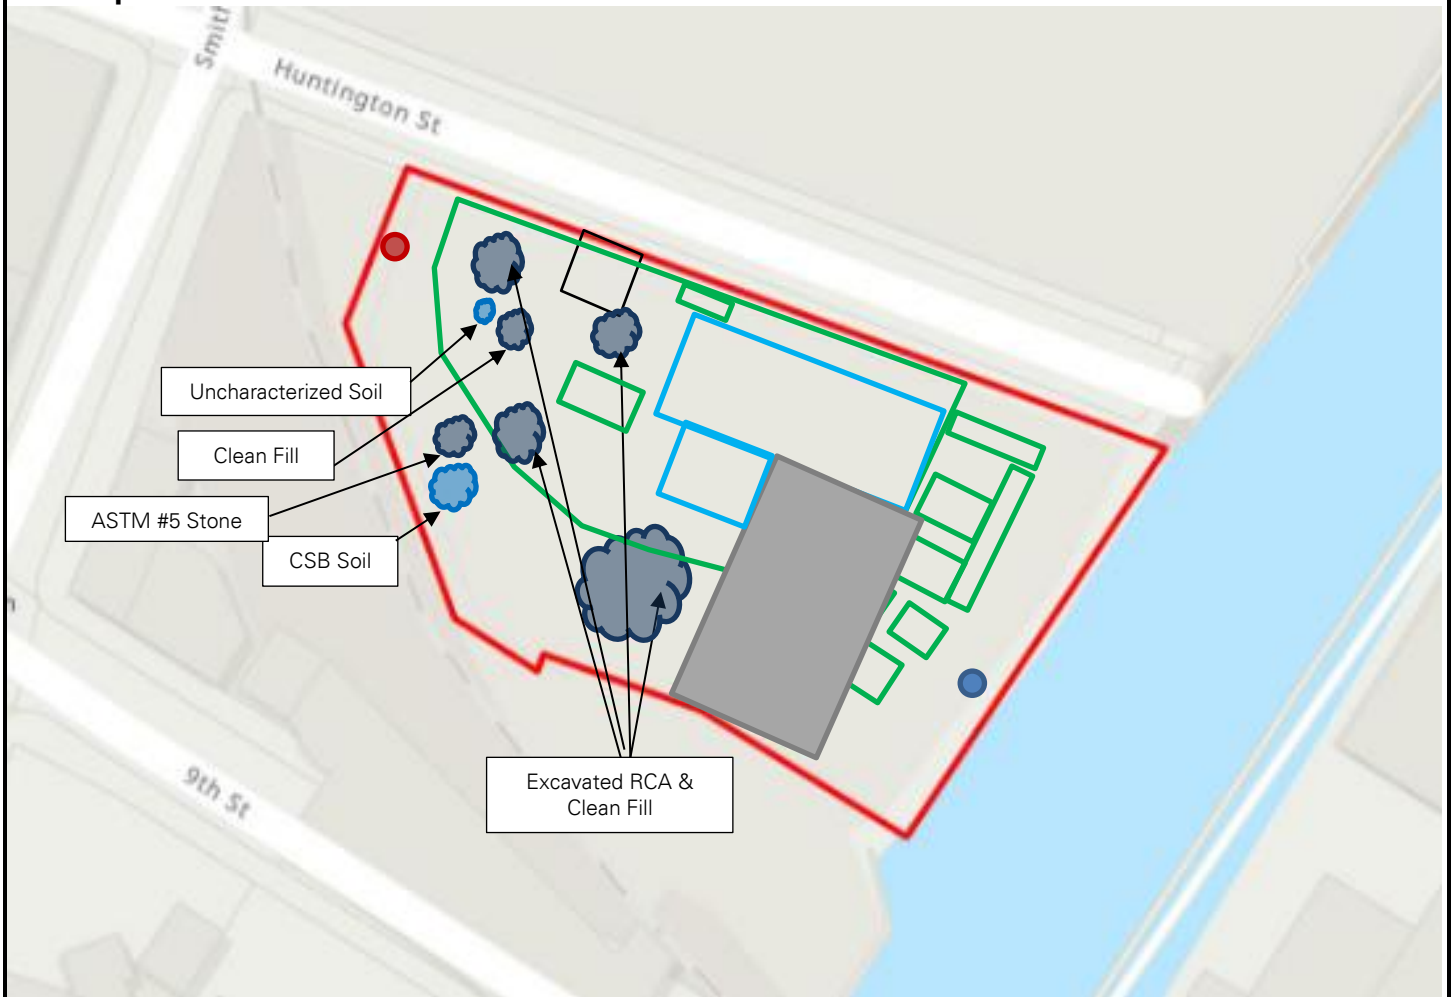 Smith
Huntington St
Uncharacterized Soil
Clean Fill
ASTM #5 Stone
CSB Soil
9th St
Excavated RCA &
Clean Fill